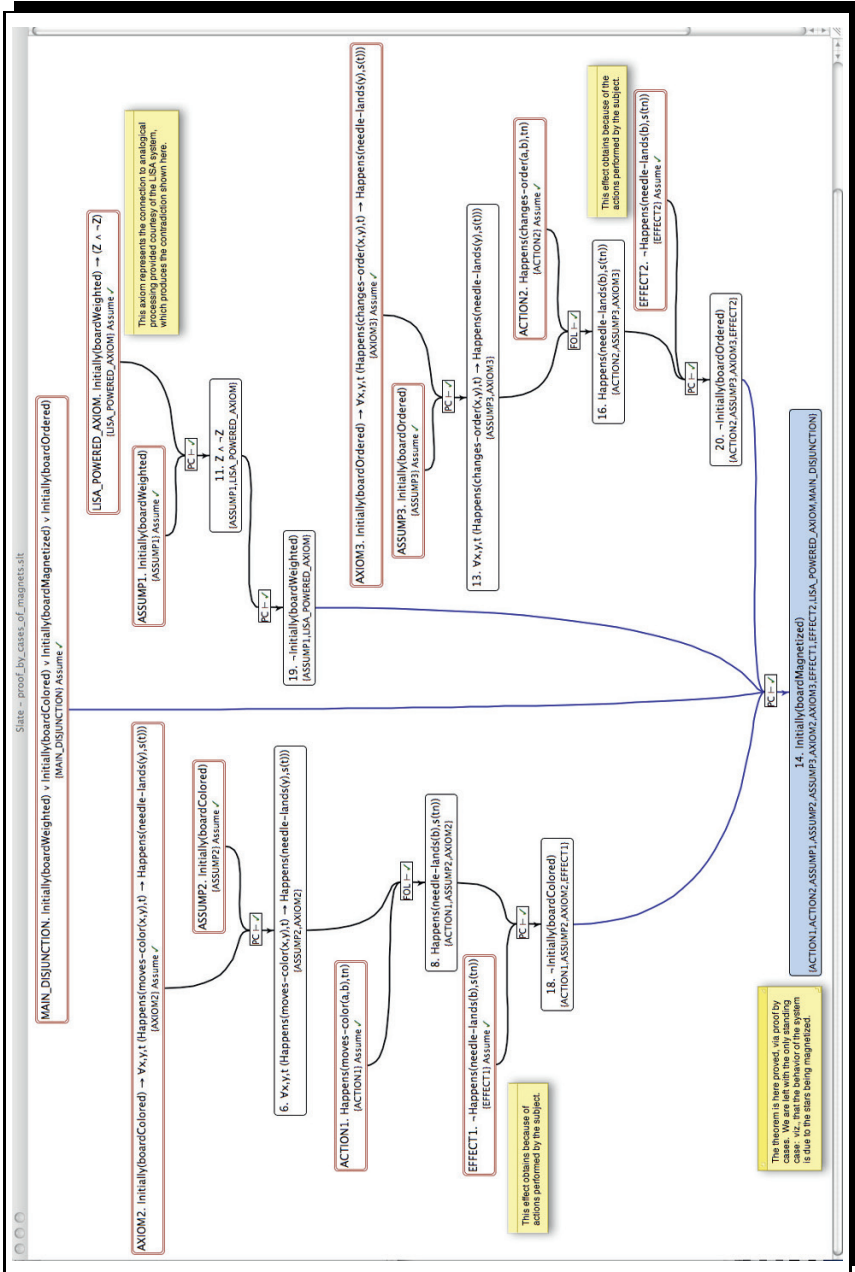 Slate - proof_by_cases_of_magnets.slt
MAIN_DISJUNCTION. Initially(boardWeighted) ∨ Initially(boardColored) ∨ Initially(boardMagnetized) ∨ Initially(boardOrdered)
{MAIN_DISJUNCTION} Assume ✓
This axiom represents the connection to analogical
processing provided courtesy of the LISA system,
which produces the contradiction shown here.
LISA_POWERED_AXIOM. Initially(boardWeighted) → (Z ∧ ¬Z)
{LISA_POWERED_AXIOM} Assume ✓
ASSUMP1. Initially(boardWeighted)
{ASSUMP1} Assume ✓
PC ⊢ ✓
11. Z ∧ ¬Z
{ASSUMP1,LISA_POWERED_AXIOM}
PC ⊢ ✓
19. ¬Initially(boardWeighted)
{ASSUMP1,LISA_POWERED_AXIOM}
AXIOM2. Initially(boardColored) → ∀x,y,t (Happens(moves-color(x,y),t) → Happens(needle-lands(y),s(t)))
{AXIOM2} Assume ✓
ASSUMP2. Initially(boardColored)
{ASSUMP2} Assume ✓
PC ⊢ ✓
6. ∀x,y,t (Happens(moves-color(x,y),t) → Happens(needle-lands(y),s(t)))
{ASSUMP2,AXIOM2}
ACTION1. Happens(moves-color(a,b),tn)
{ACTION1} Assume ✓
FOL ⊢ ✓
8. Happens(needle-lands(b),s(tn))
{ACTION1,ASSUMP2,AXIOM2}
EFFECT1. ¬Happens(needle-lands(b),s(tn))
{EFFECT1} Assume ✓
This effect obtains because of
actions performed by the subject.
PC ⊢ ✓
18. ¬Initially(boardColored)
{ACTION1,ASSUMP2,AXIOM2,EFFECT1}
AXIOM3. Initially(boardOrdered) → ∀x,y,t (Happens(changes-order(x,y),t) → Happens(needle-lands(y),s(t)))
{AXIOM3} Assume ✓
ASSUMP3. Initially(boardOrdered)
{ASSUMP3} Assume ✓
PC ⊢ ✓
13. ∀x,y,t (Happens(changes-order(x,y),t) → Happens(needle-lands(y),s(t)))
{ASSUMP3,AXIOM3}
ACTION2. Happens(changes-order(a,b),tn)
{ACTION2} Assume ✓
FOL ⊢ ✓
16. Happens(needle-lands(b),s(tn))
{ACTION2,ASSUMP3,AXIOM3}
This effect obtains because of the
actions performed by the subject.
EFFECT2. ¬Happens(needle-lands(b),s(tn))
{EFFECT2} Assume ✓
PC ⊢ ✓
20. ¬Initially(boardOrdered)
{ACTION2,ASSUMP3,AXIOM3,EFFECT2}
PC ⊢ ✓
14. Initially(boardMagnetized)
{ACTION1,ACTION2,ASSUMP1,ASSUMP2,ASSUMP3,AXIOM2,AXIOM3,EFFECT1,EFFECT2,LISA_POWERED_AXIOM,MAIN_DISJUNCTION}
The theorem is here proved, via proof by
cases. We are left with the only standing
case: viz., that the behavior of the system
is due to the stars being magnetized.